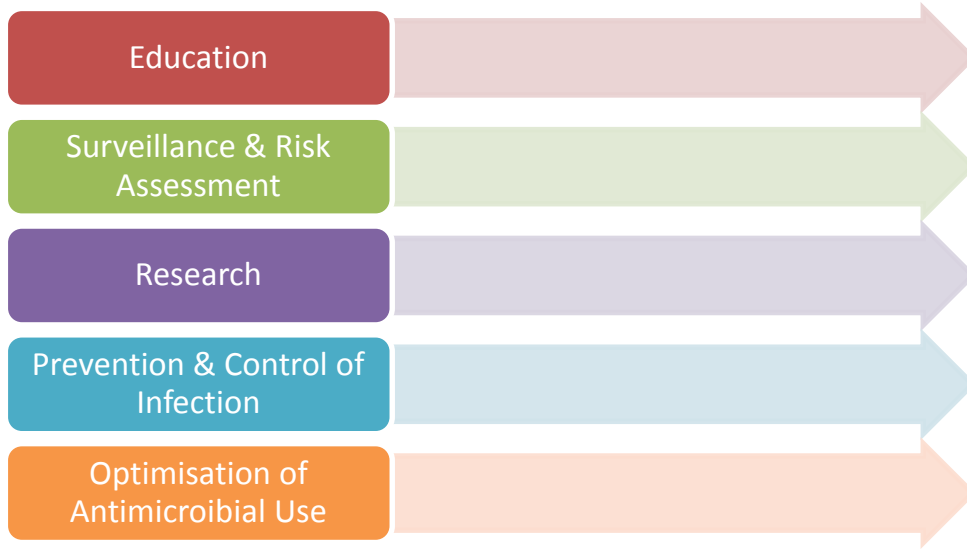 Education
Surveillance & Risk
Assessment
Research
Prevention & Control of
Infection
Optimisation of
Antimicroibial Use